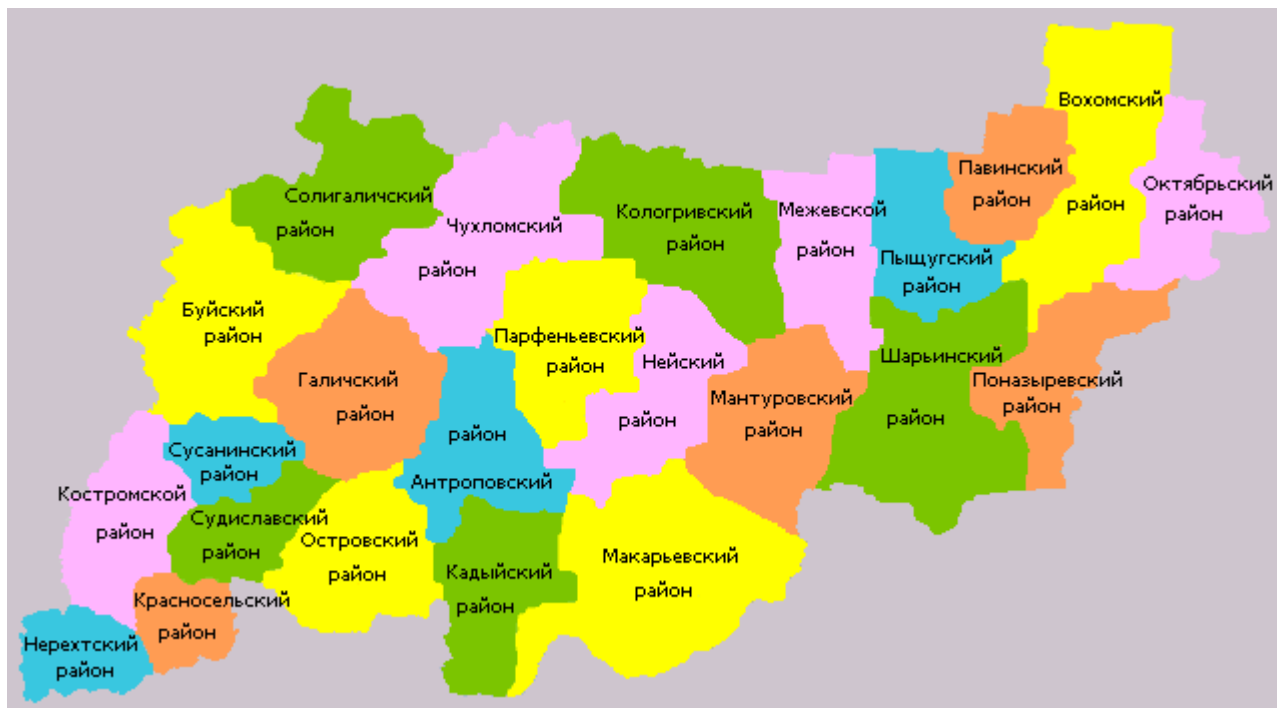 Вохомский
район
Павинский
район
Октябрьский
район
Солигаличский
район
Чухломский
район
Кологривский
район
Межевской
район
Пыщугский
район
Буйский
район
Парфеньевский
район
Нейский
район
Шарьинский
район
Галичский
район
Поназыревский
район
Мантуровский
район
район
Антроповский
Сусанинский
район
Костромской
район
Судиславский
район
Островский
район
Кадыйский
район
Макарьевский
район
Красносельский
район
Нерехтский
район